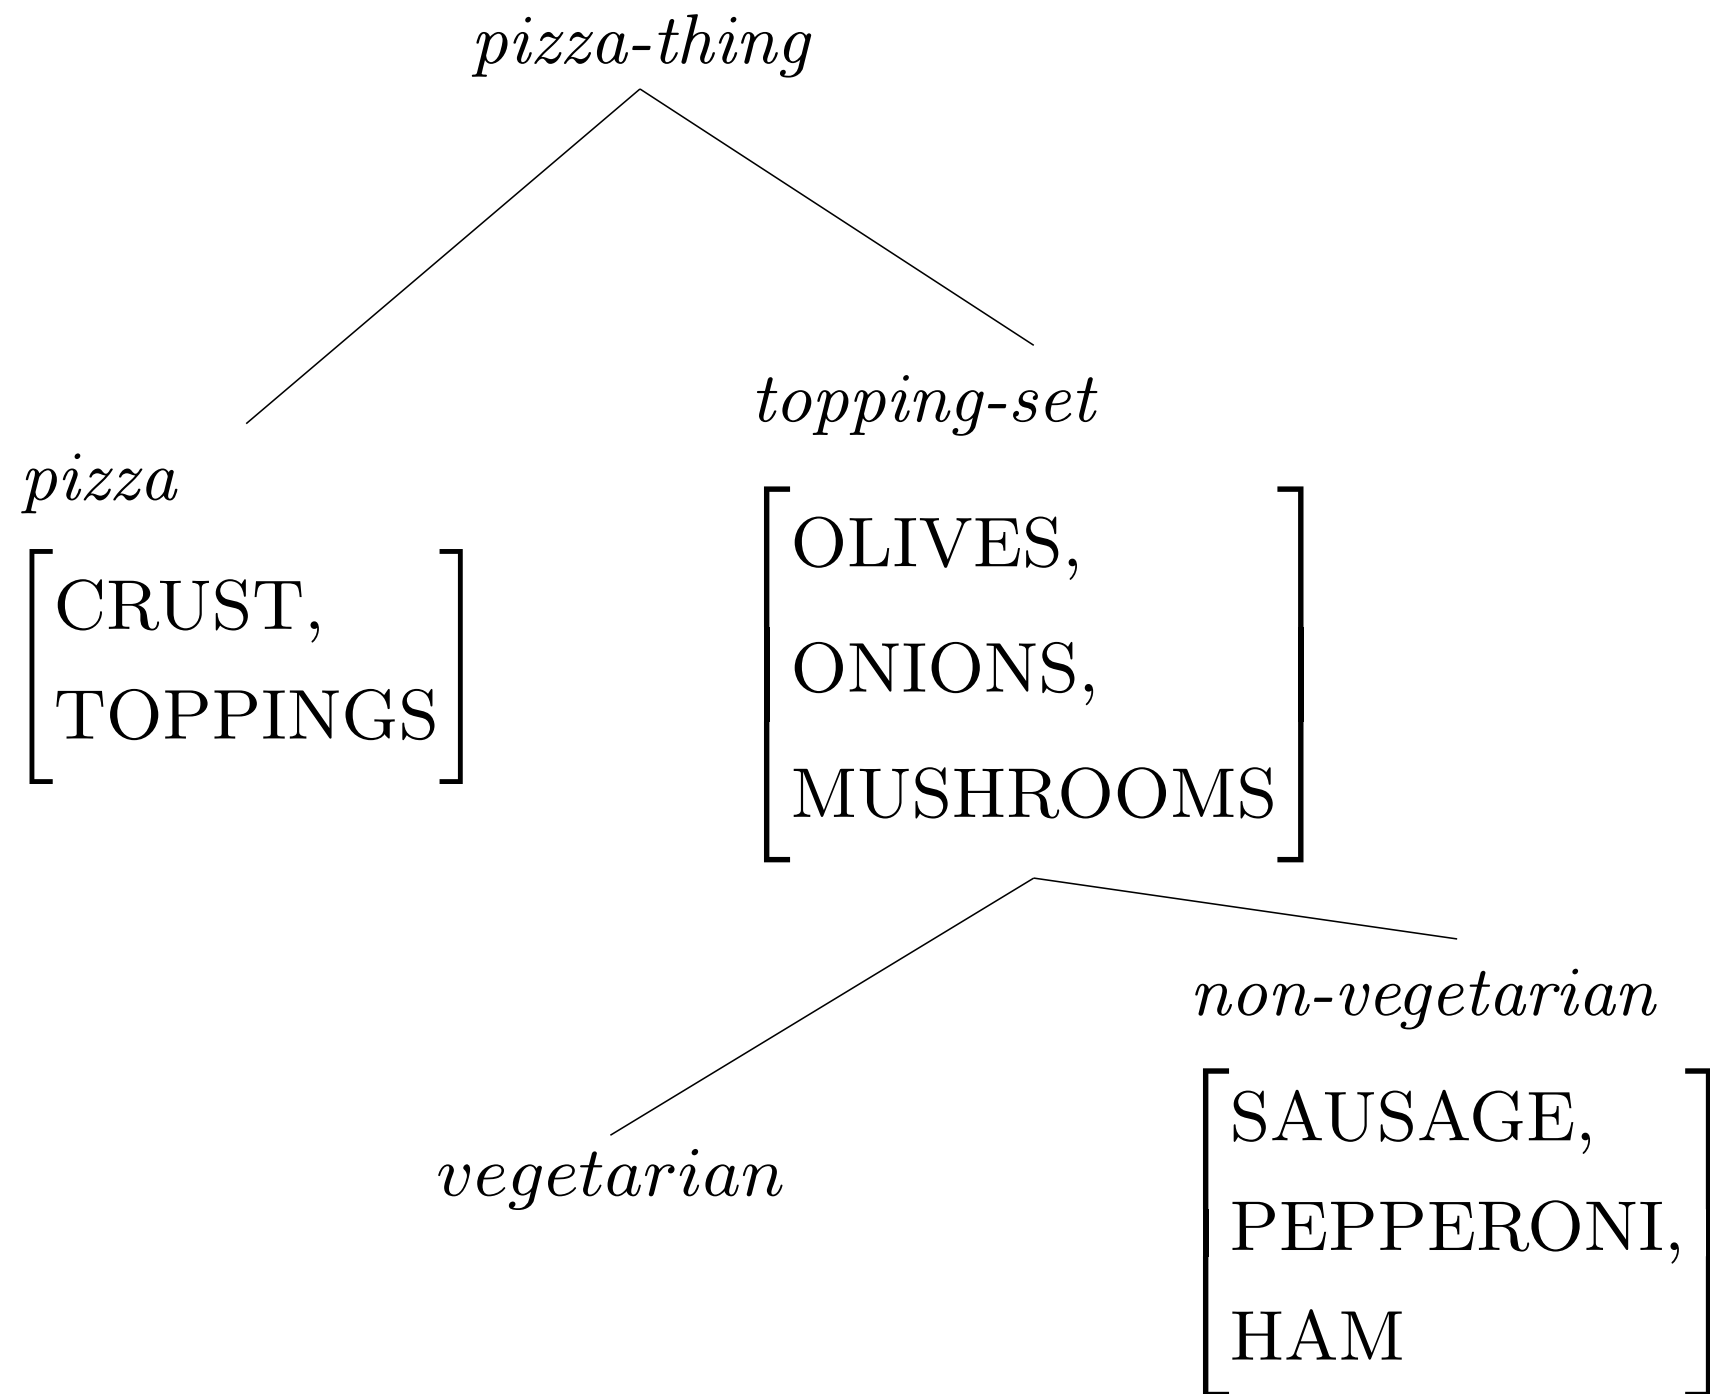 pizza-thing
pizza
CRUST,
TOPPINGS
topping-set
OLIVES,
ONIONS,
MUSHROOMS
vegetarian
non-vegetarian
SAUSAGE,
PEPPERONI,
HAM